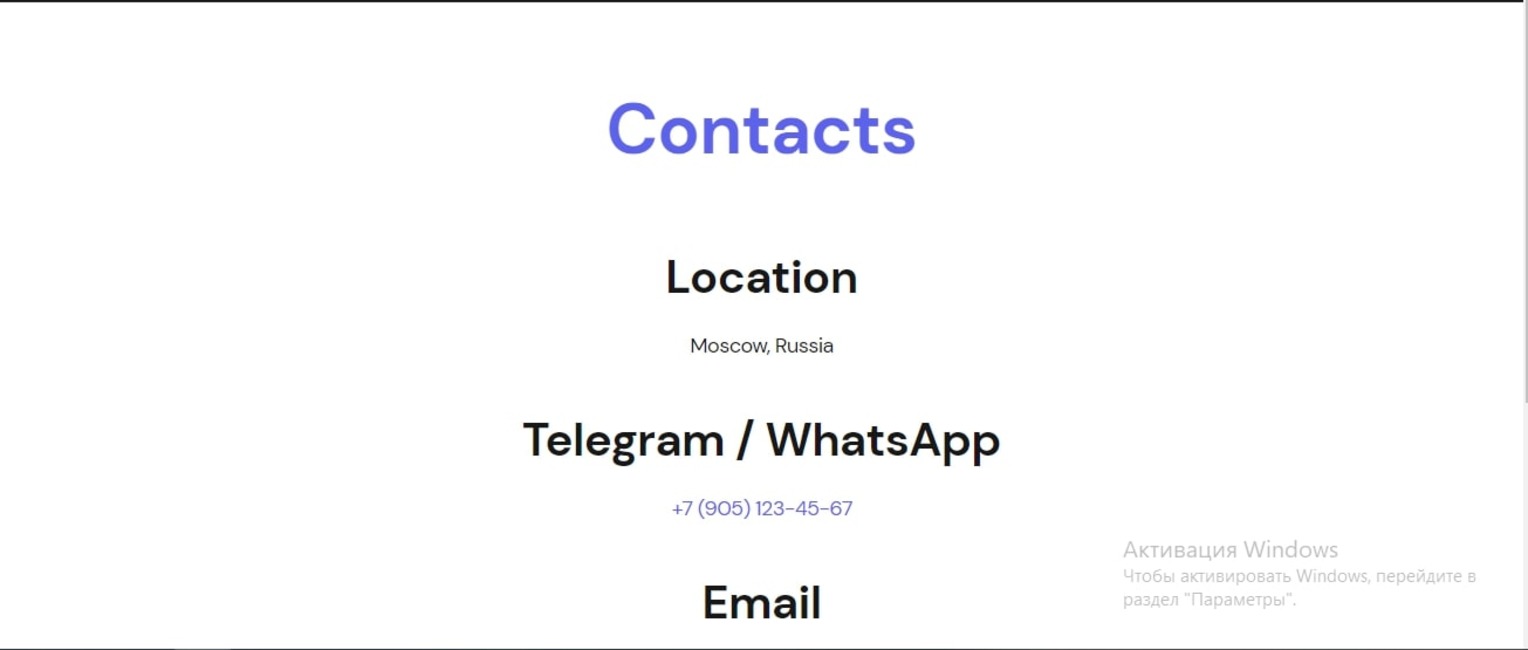 Contacts
Location
Moscow, Russia
Telegram / WhatsApp
+7 (905) 123-45-67
Email
Активация Windows
Чтобы активировать Windows, перейдите в
раздел "Параметры".